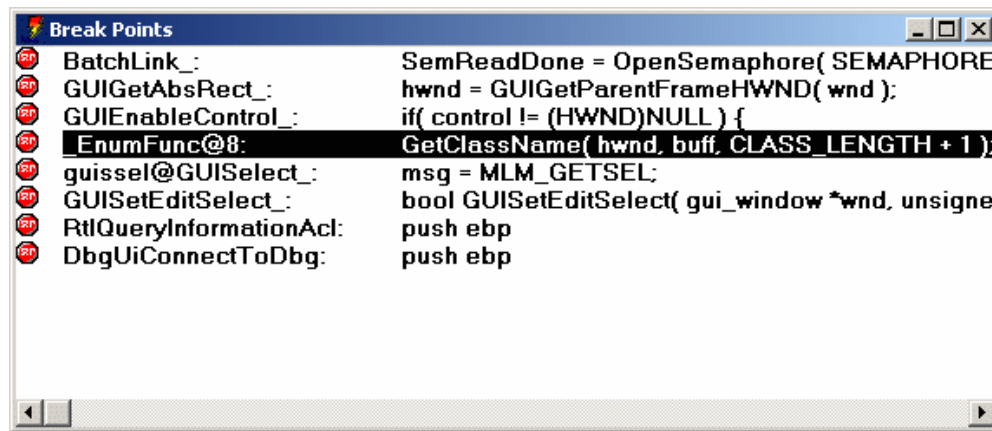 Break Points
BatchLink_: SemReadDone = OpenSemaphore( SEMAPHORE
GUIGetAbsRect_: hwnd = GUIGetParentFrameHWND( wnd );
GUIEnableControl_: if( control != (HWND)NULL ) {
_EnumFunc@8: GetClassName( hwnd, buff, CLASS_LENGTH + 1 );
guissel@GUISelect_: msg = MLM_GETSEL;
GUISetEditSelect_: bool GUISetEditSelect( gui_window *wnd, unsigne
RtlQueryInformationAcl: push ebp
DbgUiConnectToDbg: push ebp